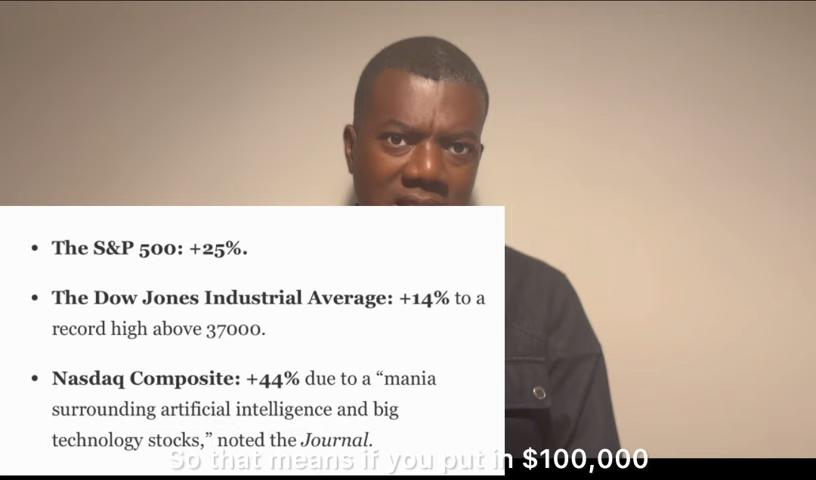 • The S&P 500: +25%.
• The Dow Jones Industrial Average: +14% to a
record high above 37000.
• Nasdaq Composite: +44% due to a “mania
surrounding artificial intelligence and big
technology stocks,” noted the Journal.
So that means if you put in $100,000